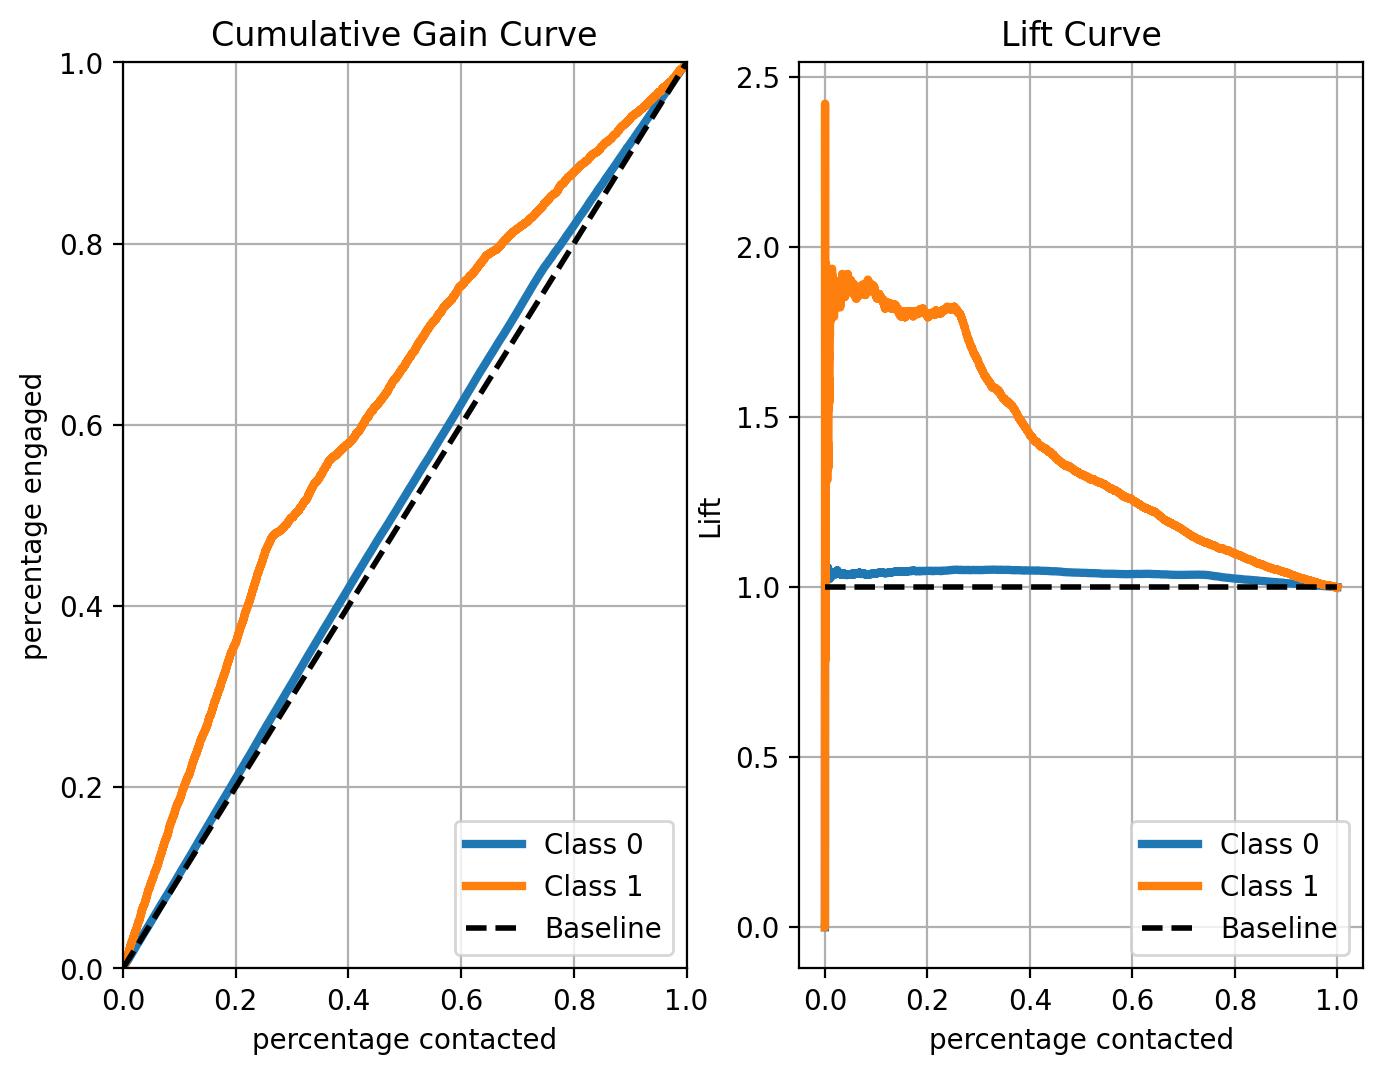 Cumulative Gain Curve
percentage engaged
1.0
0.8
0.6
0.4
0.2
0.0
0.0 0.2 0.4 0.6 0.8 1.0
percentage contacted
Class 0
Class 1
Baseline
Lift Curve
Lift
2.5
2.0
1.5
1.0
0.5
0.0
0.0 0.2 0.4 0.6 0.8 1.0
percentage contacted
Class 0
Class 1
Baseline